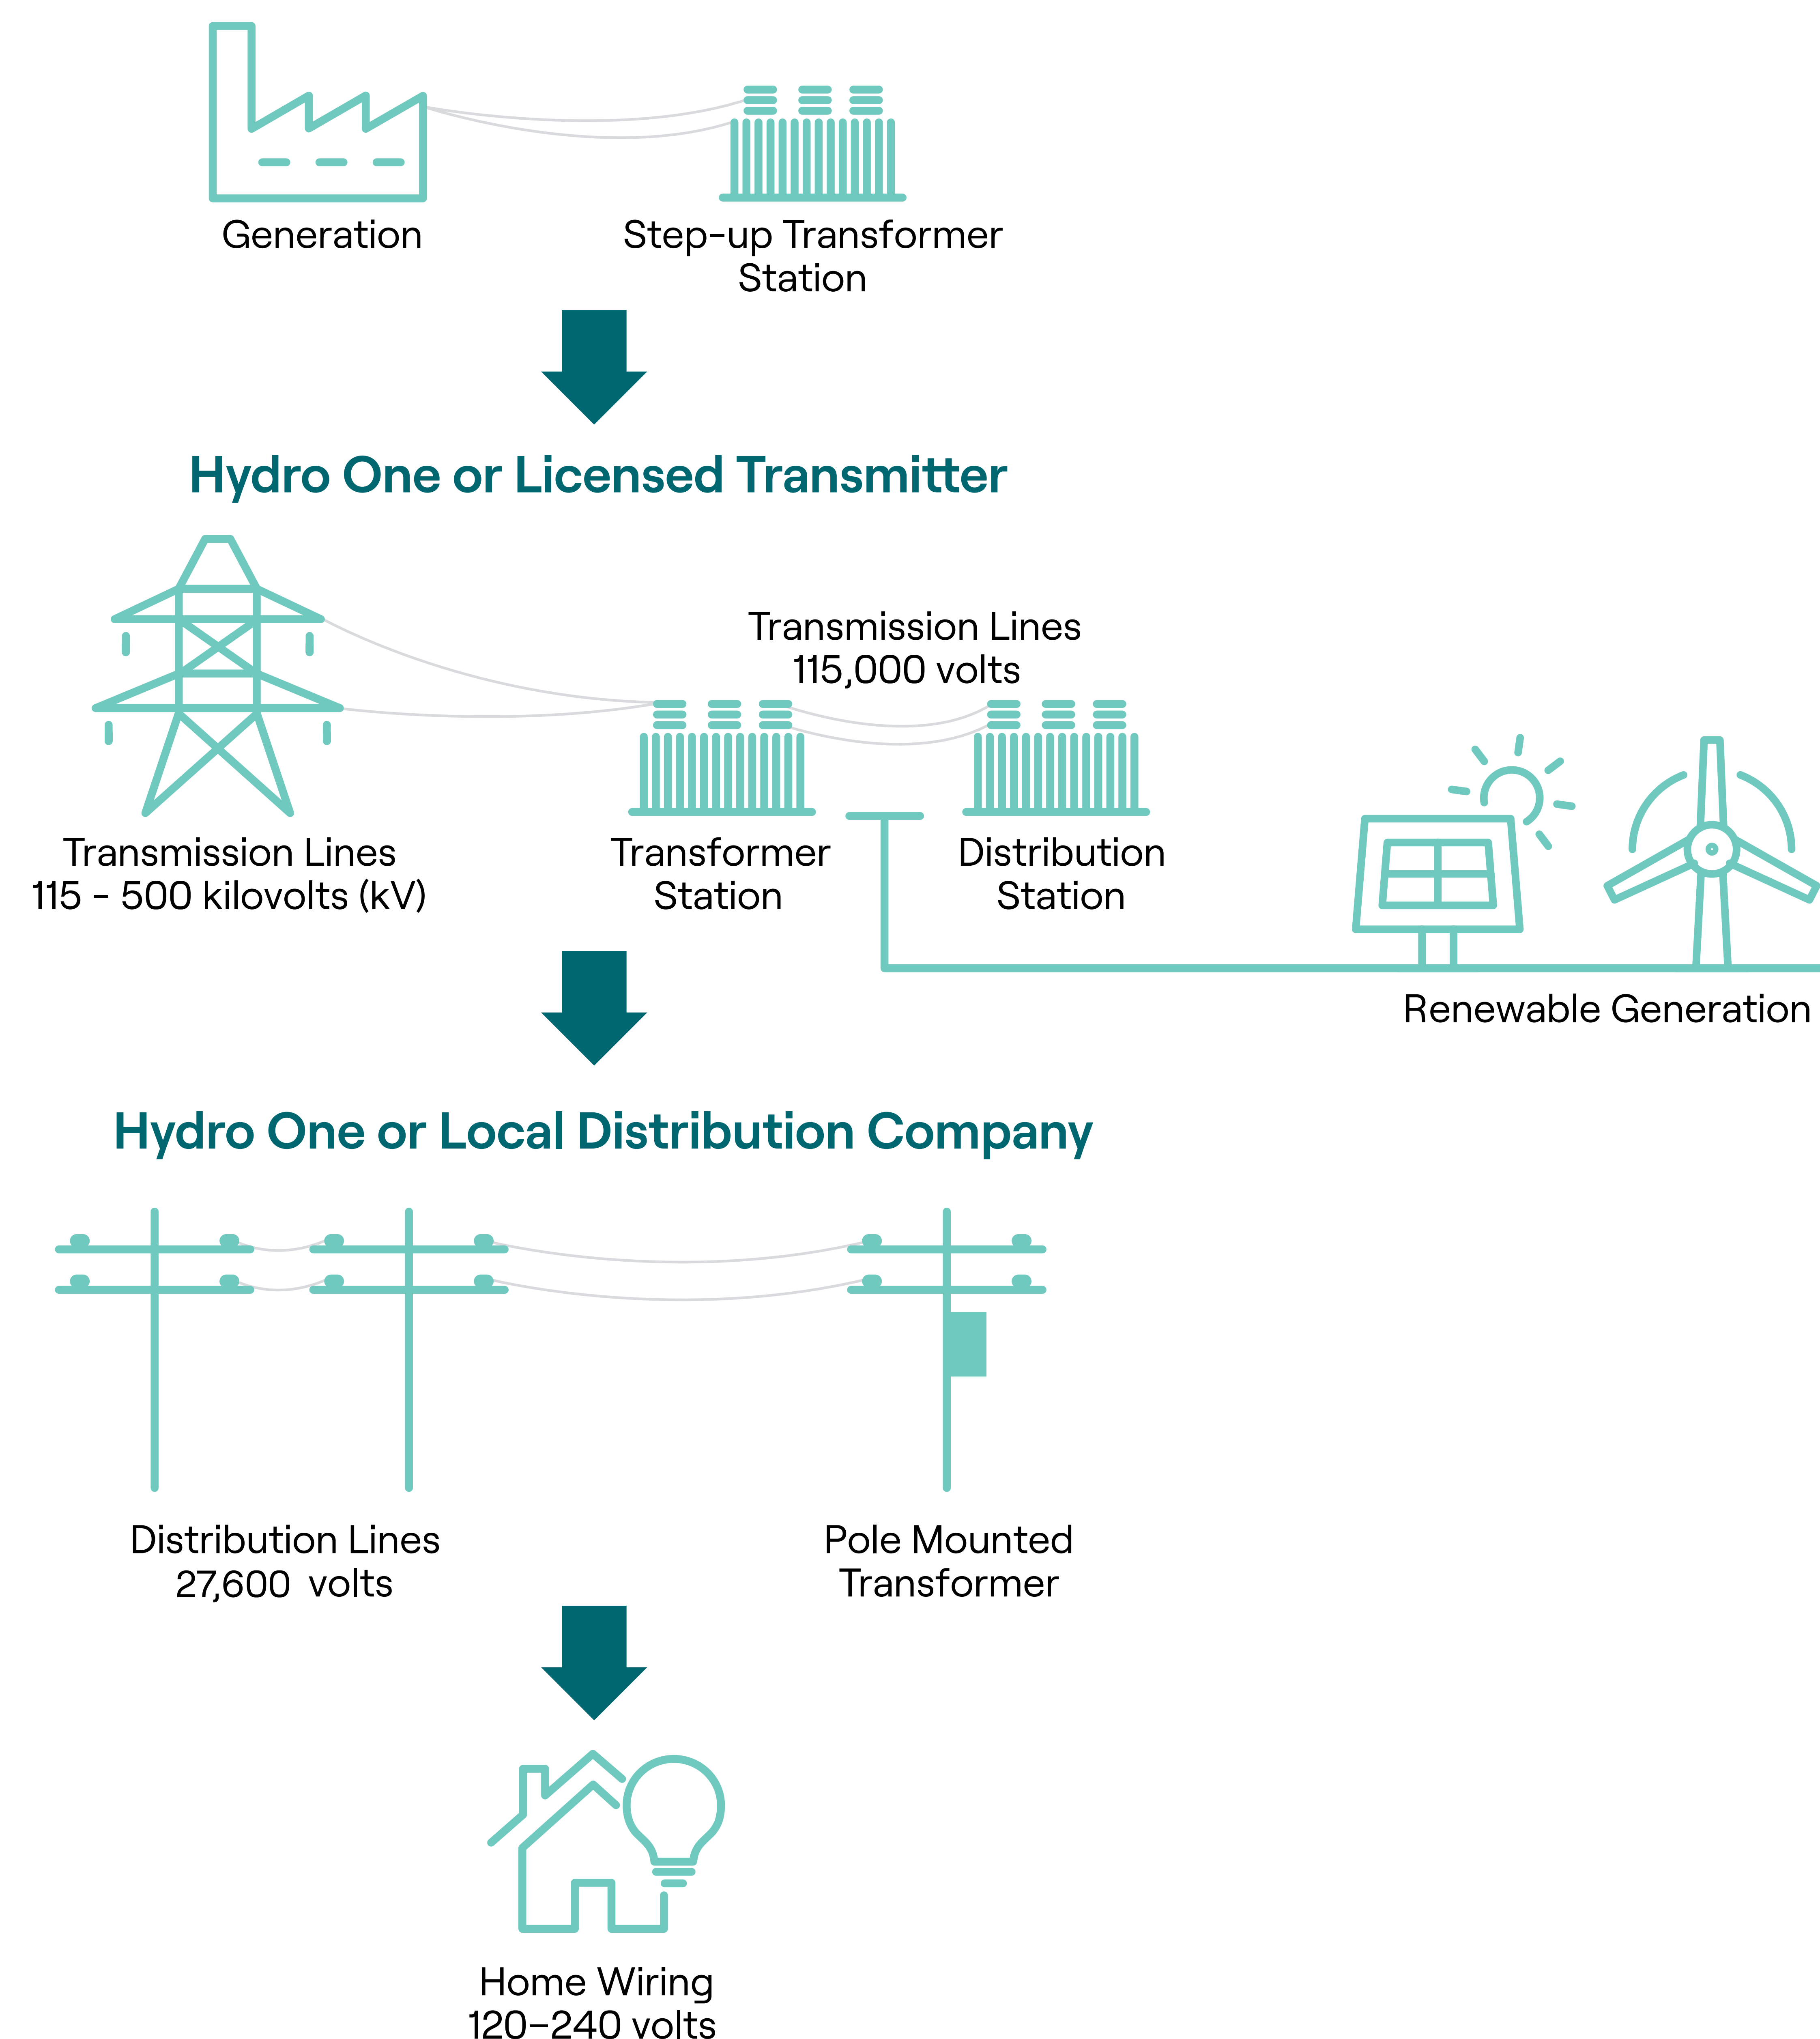 Generation
Step-up Transformer
Station
Hydro One or Licensed Transmitter
Transmission Lines
115,000 volts
Transmission Lines
115 - 500 kilovolts (kV)
Transformer
Station
Distribution
Station
Renewable Generation
Hydro One or Local Distribution Company
Distribution Lines
27,600 volts
Pole Mounted
Transformer
Home Wiring
120–240 volts